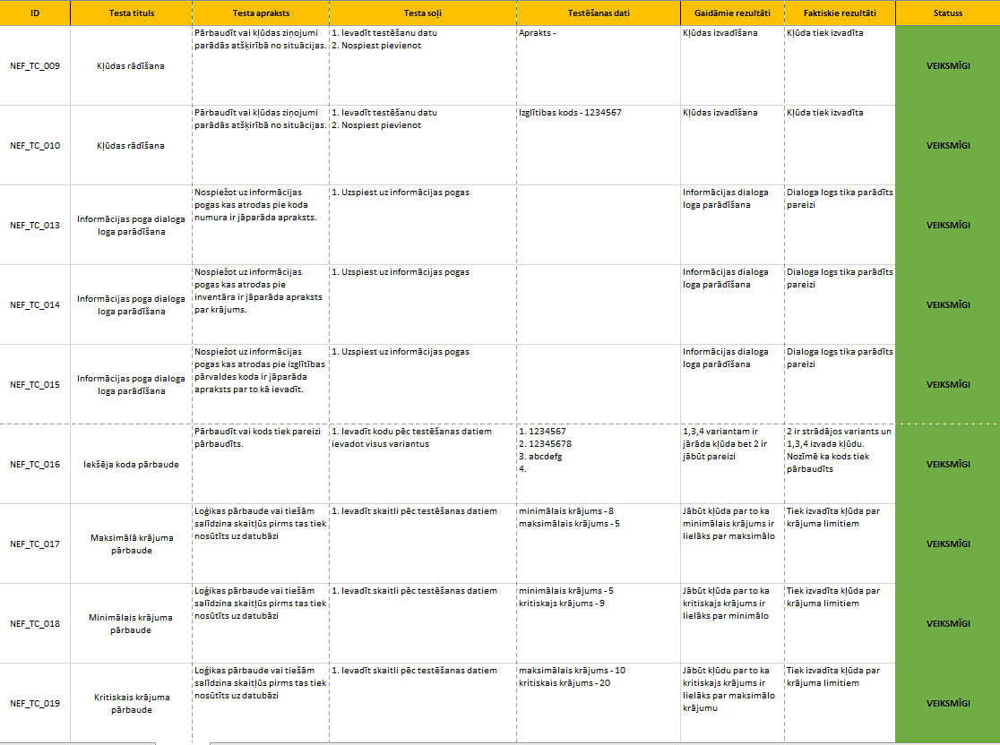 ID
Testa tituls
Testa apraksts
Testa soļi
Testēšanas dati
Gaidāmie rezultāti
Faktiskie rezultāti
Statuss
NEF_TC_009
Kļūdas rādīšana
Pārbaudīt vai kļūdas ziņojumi
parādās atšķirībā no situācijas.
1. Ievadīt testēšanu datu
2. Nospiest pievienot
Aprakts -
Kļūdas izvadīšana
Kļūda tiek izvadīta
VEIKSMĪGI
NEF_TC_010
Kļūdas rādīšana
Pārbaudīt vai kļūdas ziņojumi
parādās atšķirībā no situācijas.
1. Ievadīt testēšanu datu
2. Nospiest pievienot
Izglītības kods - 1234567
Kļūdas izvadīšana
Kļūda tiek izvadīta
VEIKSMĪGI
NEF_TC_013
Informācijas poga dialoga
loga parādīšana
Nospiežot uz informācijas
pogas kas atrodas pie koda
numura ir jāparāda apraksts.
1. Uzspiest uz informācijas pogas
Informācijas dialoga
loga parādīšana
Dialoga logs tika parādīts
pareizi
VEIKSMĪGI
NEF_TC_014
Informācijas poga dialoga
loga parādīšana
Nospiežot uz informācijas
pogas kas atrodas pie
inventāra ir jāparāda apraksts
par krājums.
1. Uzspiest uz informācijas pogas
Informācijas dialoga
loga parādīšana
Dialoga logs tika parādīts
pareizi
VEIKSMĪGI
NEF_TC_015
Informācijas poga dialoga
loga parādīšana
Nospiežot uz informācijas
pogas kas atrodas pie izglītības
pārvaldes koda ir jāparāda
apraksts par to kā ievadīt.
1. Uzspiest uz informācijas pogas
Informācijas dialoga
loga parādīšana
Dialoga logs tika parādīts
pareizi
VEIKSMĪGI
NEF_TC_016
Iekšēja koda pārbaude
Pārbaudīt vai kods tiek pareizi
pārbaudīts.
1. Ievadīt kodu pēc testēšanas datiem
ievadot visus variantus
1. 1234567
2. 12345678
3. abcdefg
4.
1,3,4 variantam ir
jārāda kļūda bet 2 ir
jābūt pareizi
2 ir strādājos variants un
1,3,4 izvada kļūdu.
Nozīmē ka kods tiek
pārbaudīts
VEIKSMĪGI
NEF_TC_017
Maksimālā krājuma
pārbaude
Loģikas pārbaude vai tiešām
salīdzina skaitļūs pirms tas tiek
nosūtīts uz datubāzi
1. Ievadīt skaitli pēc testēšanas datiem
minimālais krājums - 8
maksimālais krājums - 5
Jābūt kļūda par to ka
minimālais krājums ir
lielāks par maksimālo
Tiek izvadīta kļūda par
krājuma limitiem
VEIKSMĪGI
NEF_TC_018
Minimālais krājuma
pārbaude
Loģikas pārbaude vai tiešām
salīdzina skaitļūs pirms tas tiek
nosūtīts uz datubāzi
1. Ievadīt skaitli pēc testēšanas datiem
minimālais krājums - 5
kritiskajs krājums - 9
Jābūt kļūda par to ka
kritiskajs krājums ir
lielāks par minimālo
Tiek izvadīta kļūda par
krājuma limitiem
VEIKSMĪGI
NEF_TC_019
Kritiskais krājuma
pārbaude
Loģikas pārbaude vai tiešām
salīdzina skaitļūs pirms tas tiek
nosūtīts uz datubāzi
1. Ievadīt skaitli pēc testēšanas datiem
maksimālais krājums - 10
kritiskais krājums - 20
Jābūt kļūdu par to ka
kritiskajs krājums ir
lielāks par maksimālo
krājumu
Tiek izvadīta kļūda par
krājuma limitiem
VEIKSMĪGI